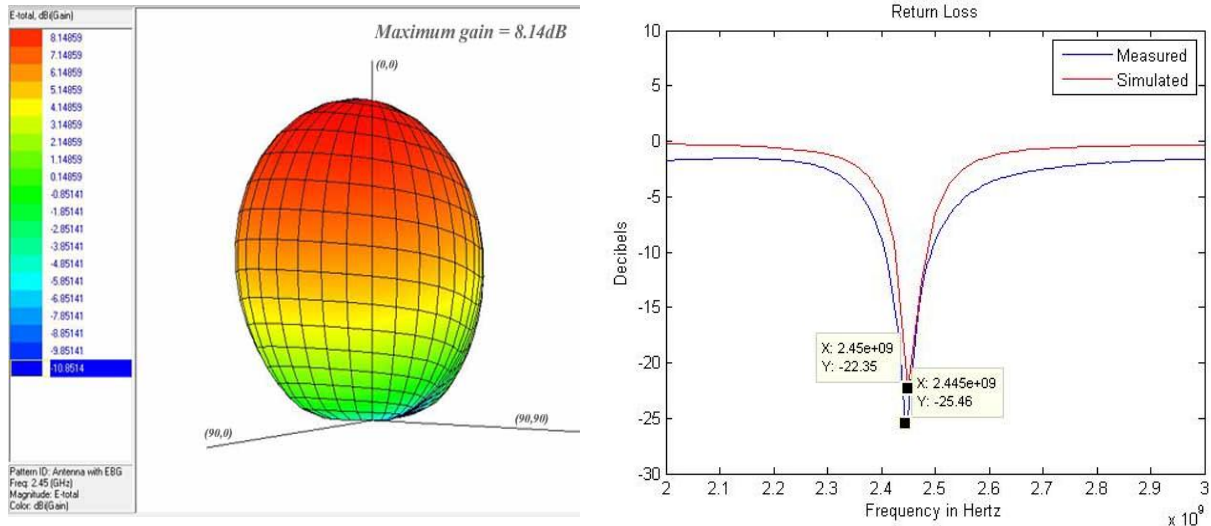 E-total, dBi(Gain)
8.14859
7.14859
6.14859
5.14859
4.14859
3.14859
2.14859
1.14859
0.14859
-0.85141
-1.85141
-2.85141
-3.85141
-4.85141
-5.85141
-6.85141
-7.85141
-8.85141
-9.85141
-10.8514
Pattern ID: Antenna with EBG
Freq: 2.45 (GHz)
Magnitude: E-total
Color: dBi(Gain)
Maximum gain = 8.14dB
(0,0)
(90,0)
(90,90)
Return Loss
Measured
Simulated
10
5
0
-5
-10
-15
-20
-25
-30
Decibels
X: 2.45e+09
Y: -22.35
X: 2.445e+09
Y: -25.46
2 2.1 2.2 2.3 2.4 2.5 2.6 2.7 2.8 2.9 3
Frequency in Hertz
x 10^9